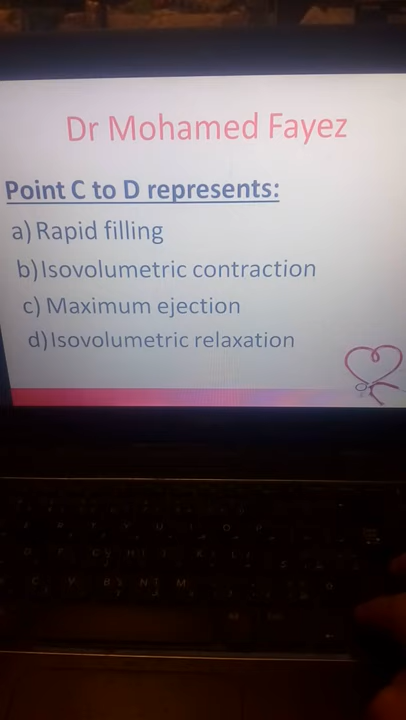 Dr Mohamed Fayez
Point C to D represents:
a) Rapid filling
b)Isovolumetric contraction
c) Maximum ejection
d)Isovolumetric relaxation